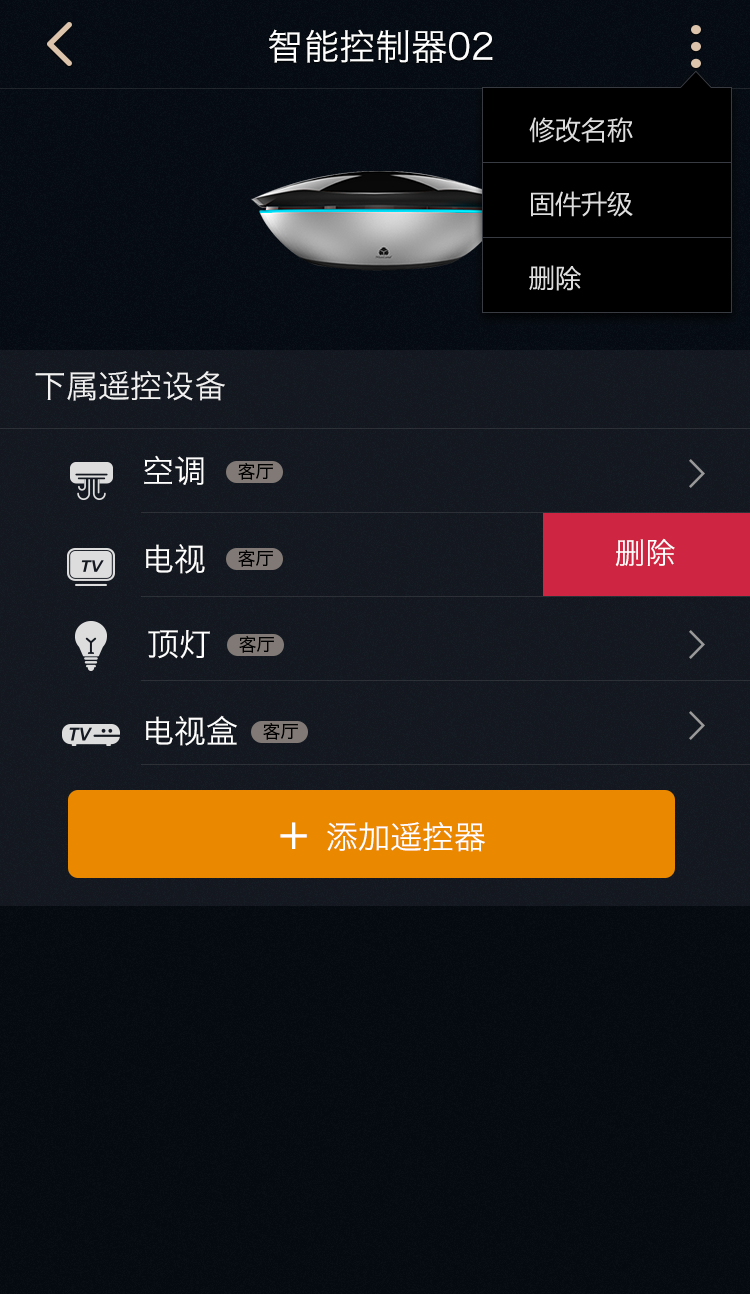 智能控制器02
修改名称
固件升级
删除
下属遥控设备
空调 客厅
TV 电视 客厅 删除
顶灯 客厅
TV 电视盒 客厅
+ 添加遥控器